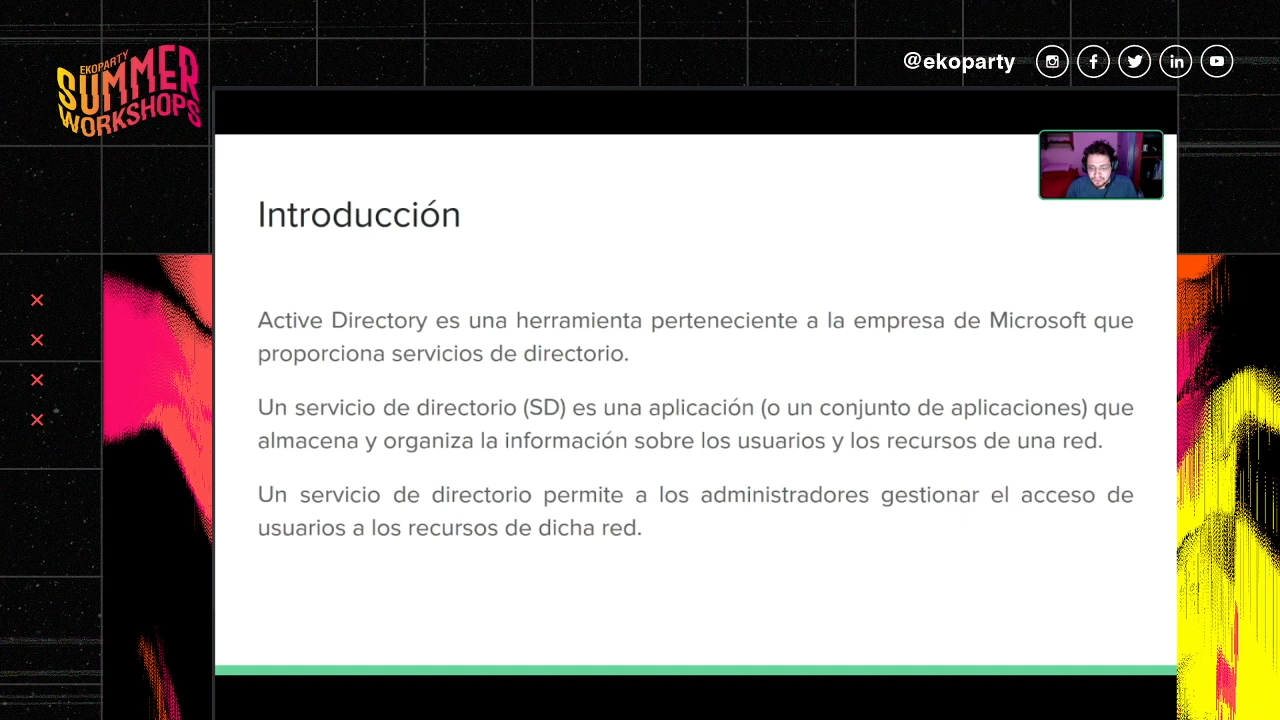 EKOPARTY
SUMMER
WORKSHOPS
@ekoparty
Introducción
Active Directory es una herramienta perteneciente a la empresa de Microsoft que
proporciona servicios de directorio.
Un servicio de directorio (SD) es una aplicación (o un conjunto de aplicaciones) que
almacena y organiza la información sobre los usuarios y los recursos de una red.
Un servicio de directorio permite a los administradores gestionar el acceso de
usuarios a los recursos de dicha red.